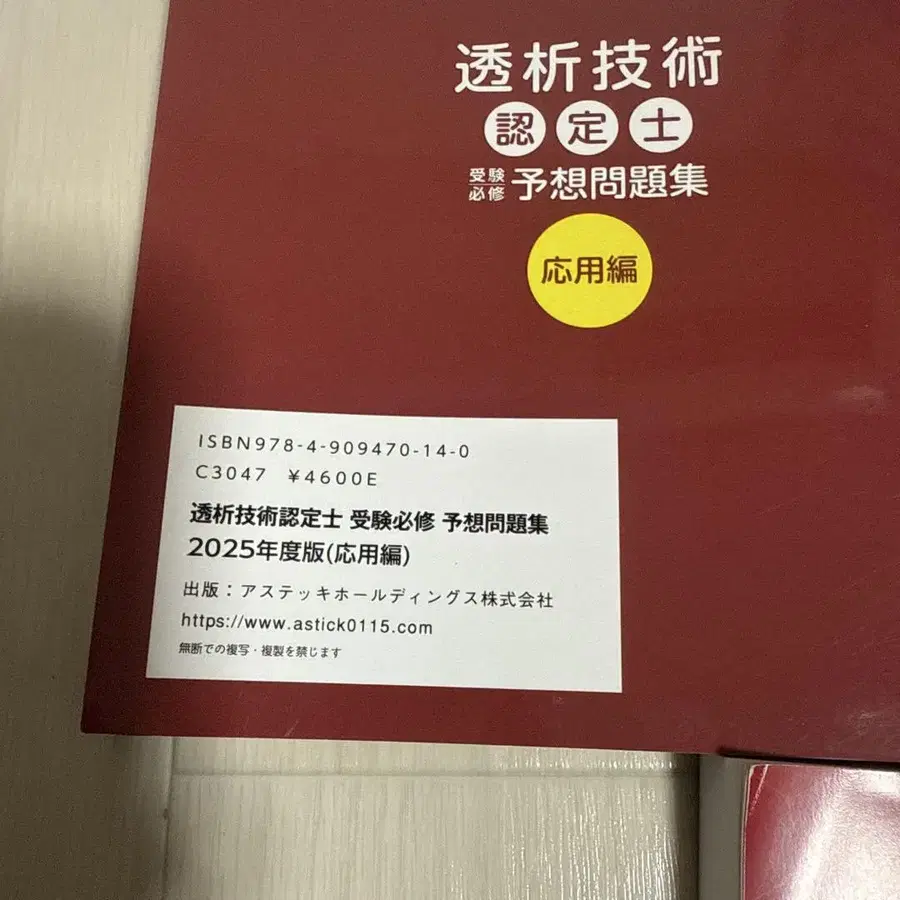 透析技術
認定士
受験必修 予想問題集
応用編
ISBN978-4-909470-14-0
C3047 ¥4600E
透析技術認定士 受験必修 予想問題集
2025年度版(応用編)
出版：アステッキホールディングス株式会社
https://www.astick0115.com
無断での複写・複製を禁じます